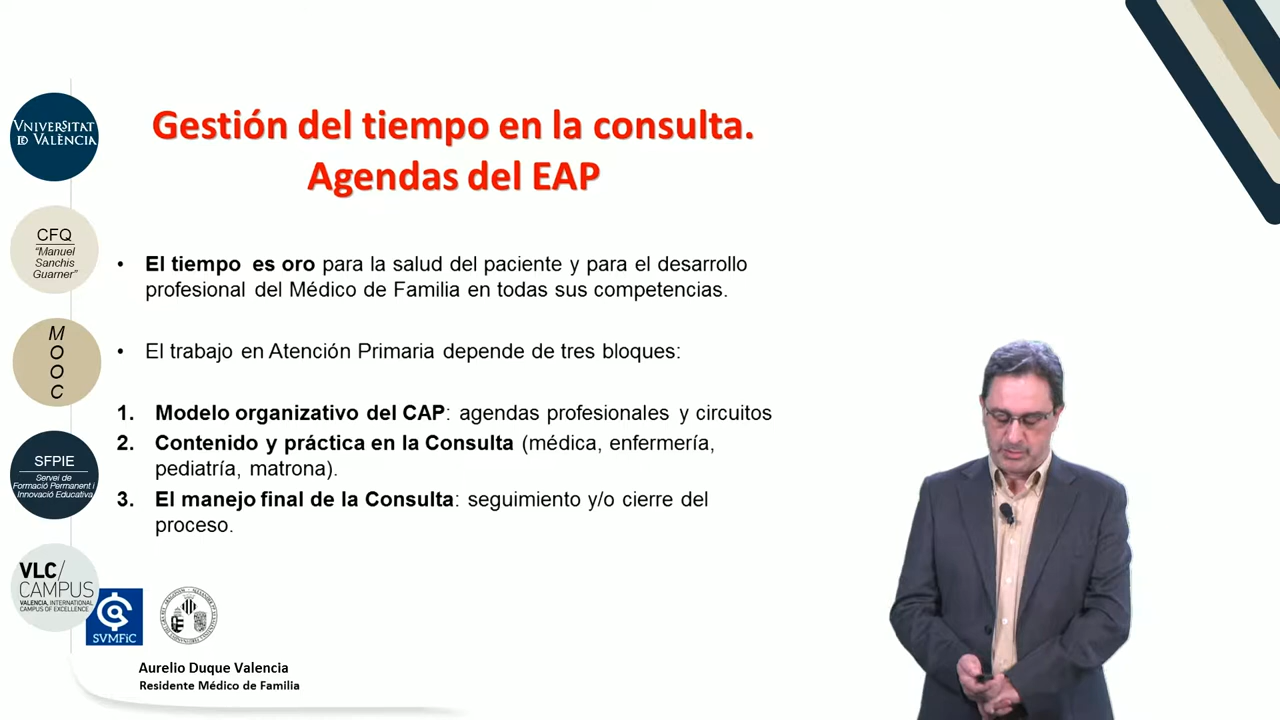 Gestión del tiempo en la consulta.
Agendas del EAP
VNIVERSITAT
ID VALÈNCIA
CFQ
“Manuel
Sanchis
Guarner”
M
O
O
C
SFPIE
Servei de
Formació Permanent i
Innovació Educativa
VLC/
CAMPUS
VALENCIA, INTERNATIONAL
CAMPUS OF EXCELLENCE
SVMFiC
• El tiempo es oro para la salud del paciente y para el desarrollo
profesional del Médico de Familia en todas sus competencias.
• El trabajo en Atención Primaria depende de tres bloques:
1. Modelo organizativo del CAP: agendas profesionales y circuitos
2. Contenido y práctica en la Consulta (médica, enfermería,
pediatría, matrona).
3. El manejo final de la Consulta: seguimiento y/o cierre del
proceso.
Aurelio Duque Valencia
Residente Médico de Familia